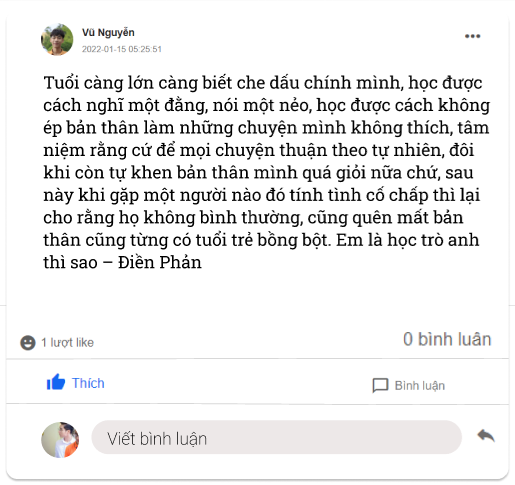 Vũ Nguyễn
2022-01-15 05:25:51
Tuổi càng lớn càng biết che dấu chính mình, học được
cách nghĩ một đằng, nói một nẻo, học được cách không
ép bản thân làm những chuyện mình không thích, tâm
niệm rằng cứ để mọi chuyện thuận theo tự nhiên, đôi
khi còn tự khen bản thân mình quá giỏi nữa chứ, sau
này khi gặp một người nào đó tính tình cố chấp thì lại
cho rằng họ không bình thường, cũng quên mất bản
thân cũng từng có tuổi trẻ bồng bột. Em là học trò anh
thì sao – Điền Phản
1 lượt like
0 bình luân
Thích
Bình luận
Viết bình luận